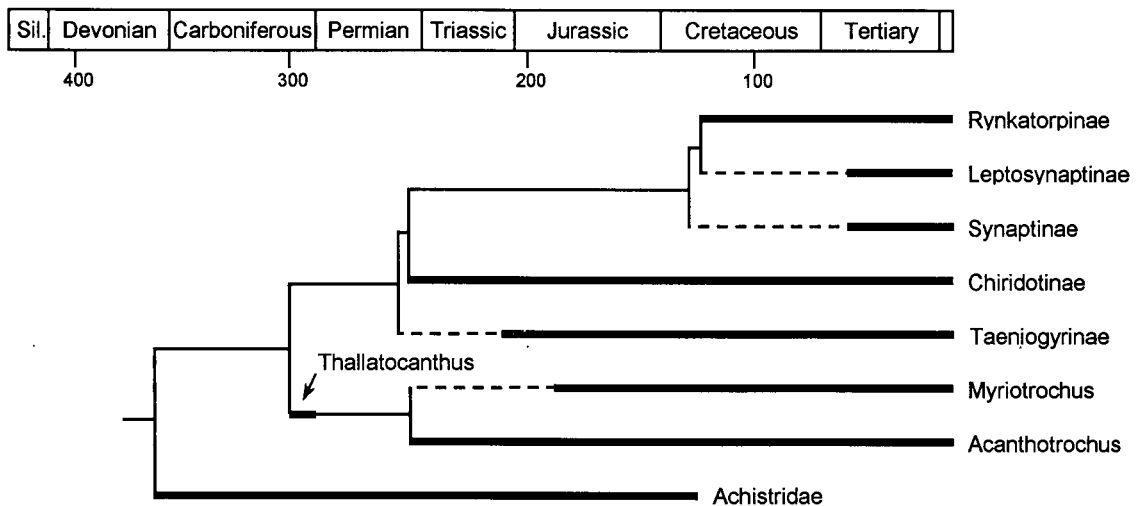 Sil. Devonian Carboniferous Permian Triassic Jurassic Cretaceous Tertiary
400 300 200 100
Rynkatorpinae
Leptosynaptinae
Synaptinae
Chiridotinae
Taeniogyrinae
Thallatocanthus
Myriotrochus
Acanthotrochus
Achistridae